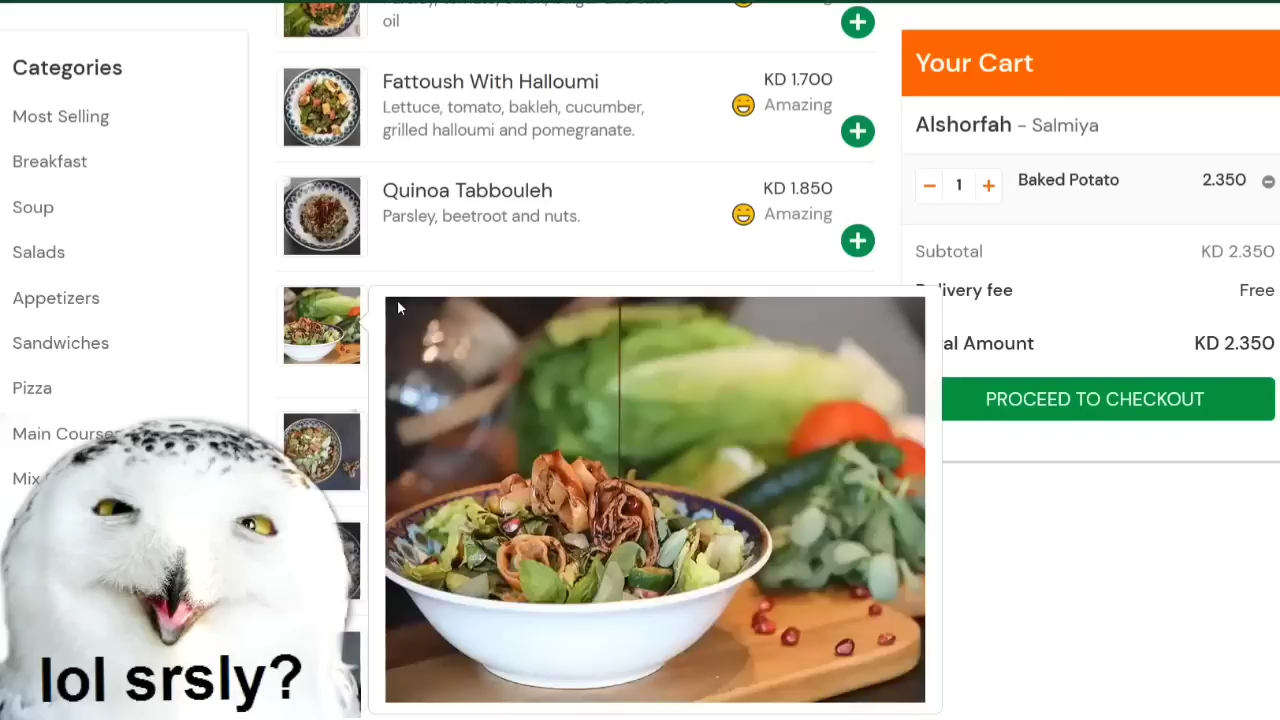 Categories
Most Selling
Breakfast
Soup
Salads
Appetizers
Sandwiches
Pizza
Main Course
Mix
lol srsly?
oil
Fattoush With Halloumi
Lettuce, tomato, bakleh, cucumber,
grilled halloumi and pomegranate.
KD 1.700
Amazing
Quinoa Tabbouleh
Parsley, beetroot and nuts.
KD 1.850
Amazing
Your Cart
Alshorfah - Salmiya
1 Baked Potato 2.350
Subtotal KD 2.350
livery fee Free
al Amount KD 2.350
PROCEED TO CHECKOUT